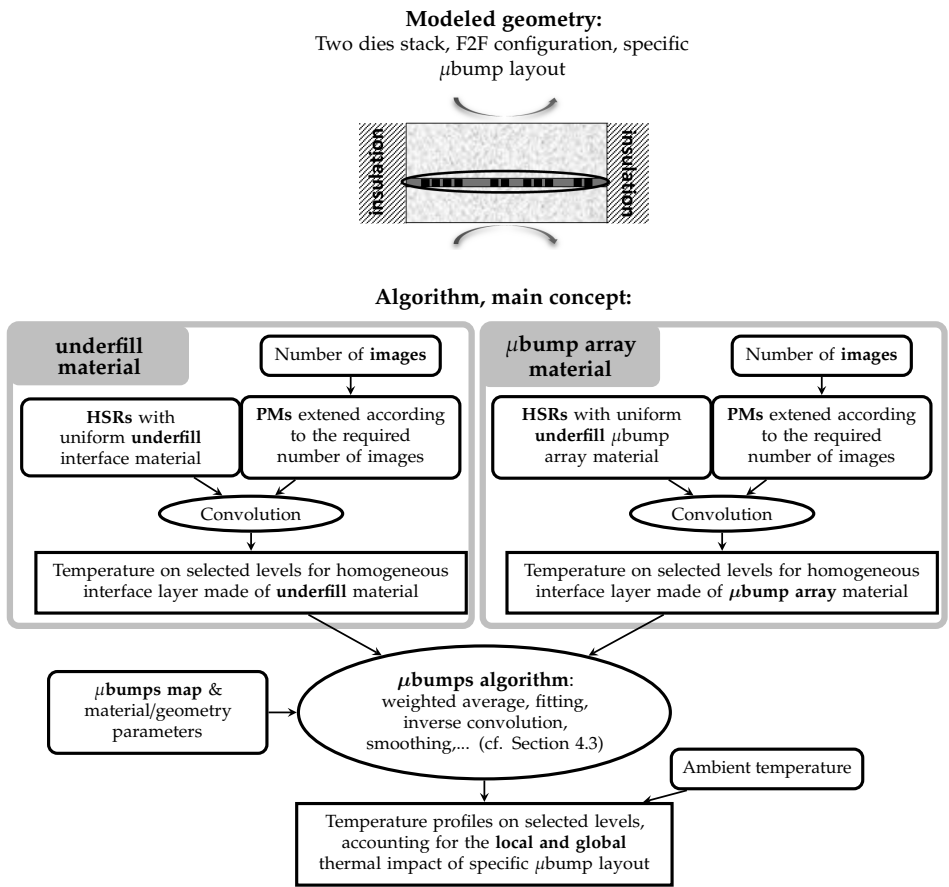 Modeled geometry:
Two dies stack, F2F configuration, specific
μbump layout
insulation
insulation
Algorithm, main concept:
underfill
material
Number of images
HSRs with
uniform underfill
interface material
PMs extened according
to the required
number of images
Convolution
Temperature on selected levels for homogeneous
interface layer made of underfill material
μbump array
material
Number of images
HSRs with uniform
underfill μbump
array material
PMs extened according
to the required
number of images
Convolution
Temperature on selected levels for homogeneous
interface layer made of μbump array material
μbumps map &
material/geometry
parameters
μbumps algorithm:
weighted average, fitting,
inverse convolution,
smoothing,... (cf. Section 4.3)
Ambient temperature
Temperature profiles on selected levels,
accounting for the local and global
thermal impact of specific μbump layout